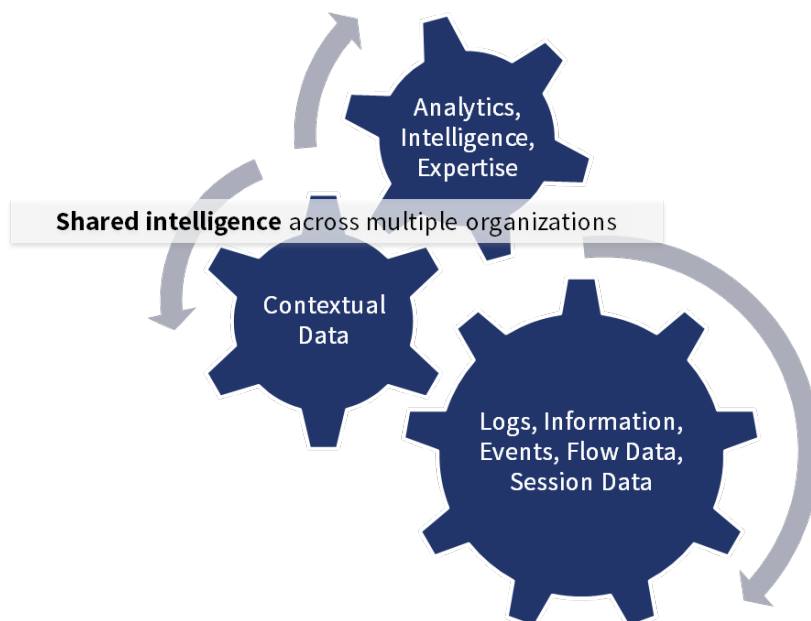 Analytics,
Intelligence,
Expertise
Shared intelligence across multiple organizations
Contextual
Data
Logs, Information,
Events, Flow Data,
Session Data